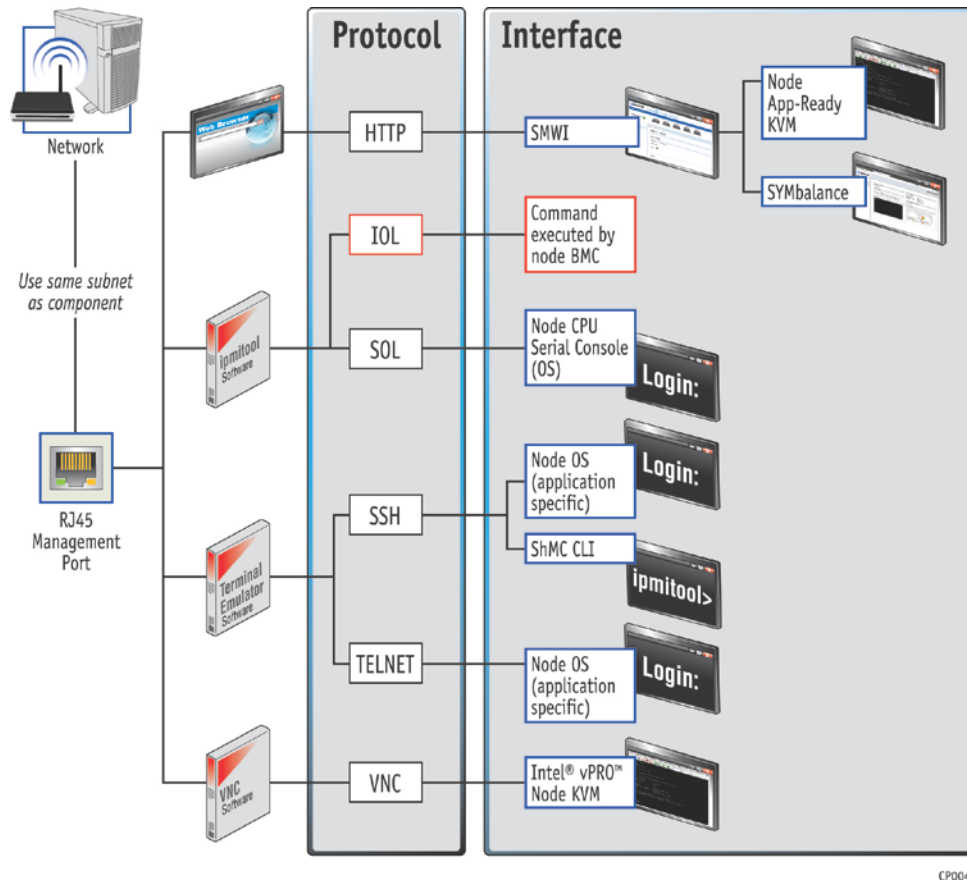 Protocol
Interface
Network
Use same subnet
as component
RJ45
Management
Port
Web Browser
HTTP
SMWI
Node
App-Ready
KVM
SYMbalance
ipmitool
Software
IOL
Command
executed by
node BMC
SOL
Node CPU
Serial Console
(OS)
Login:
Terminal
Emulator
Software
SSH
Node OS
(application
specific)
Login:
ShMC CLI
ipmitool>
TELNET
Node OS
(application
specific)
Login:
VNC
Software
VNC
Intel® vPRO™
Node KVM
CP004